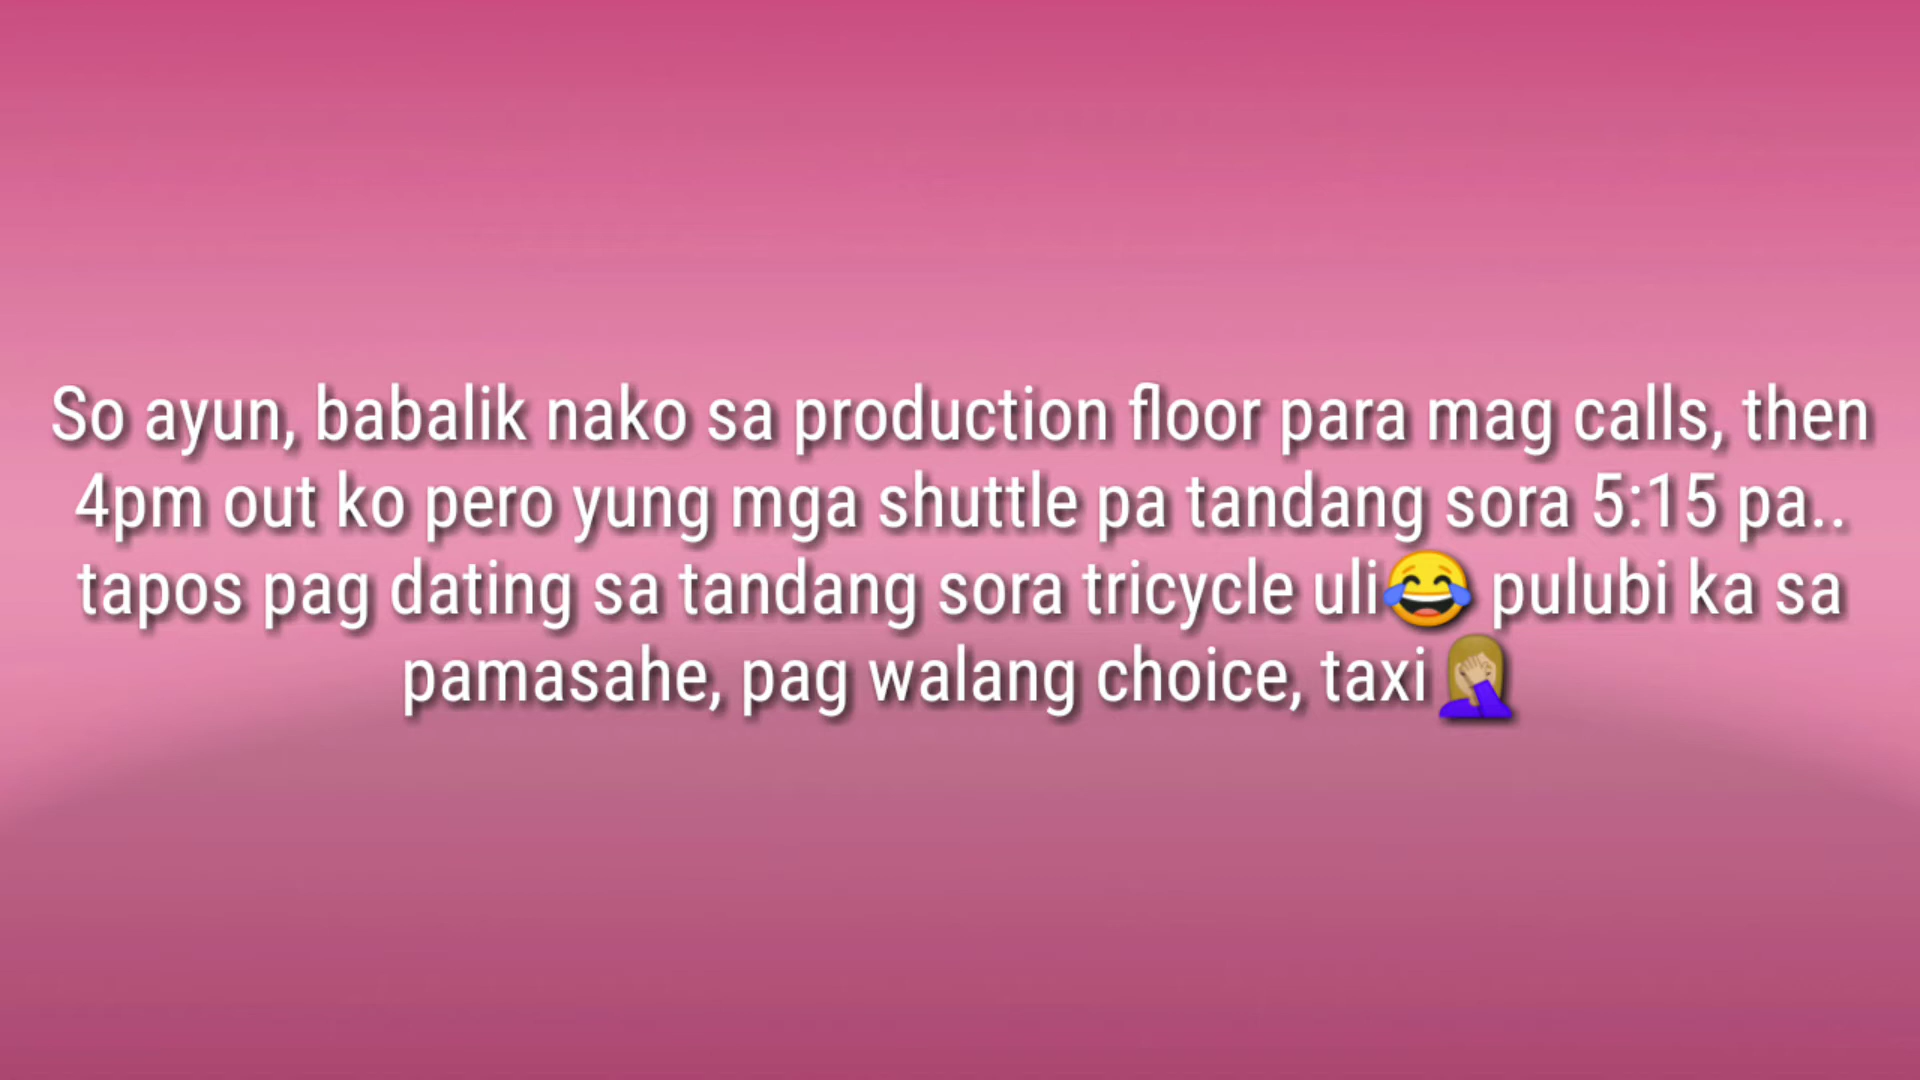 So ayun, babalik nako sa production floor para mag calls, then
4pm out ko pero yung mga shuttle pa tandang sora 5:15 pa..
tapos pag dating sa tandang sora tricycle uli😂 pulubi ka sa
pamasahe, pag walang choice, taxi🤦🏼‍♀️